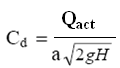 C_d = Q_act / (a√2gH)